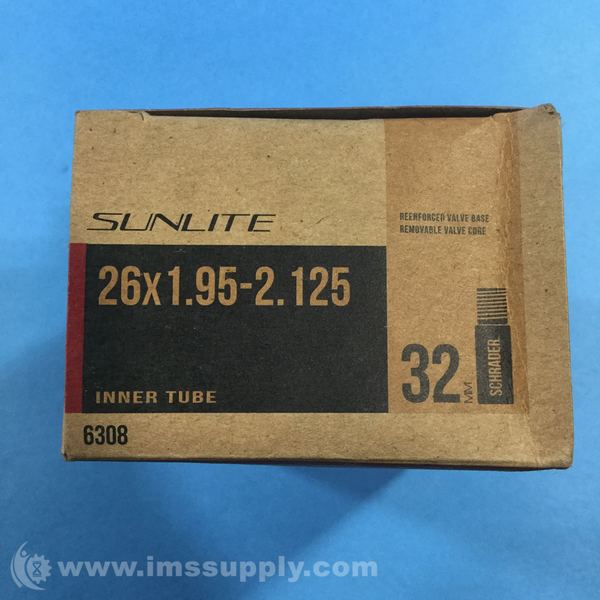 SUNLITE
REENFORCED VALVE BASE
REMOVABLE VALVE CORE
26x1.95-2.125
32 MM
SCHRADER
INNER TUBE
6308
www.imssupply.com